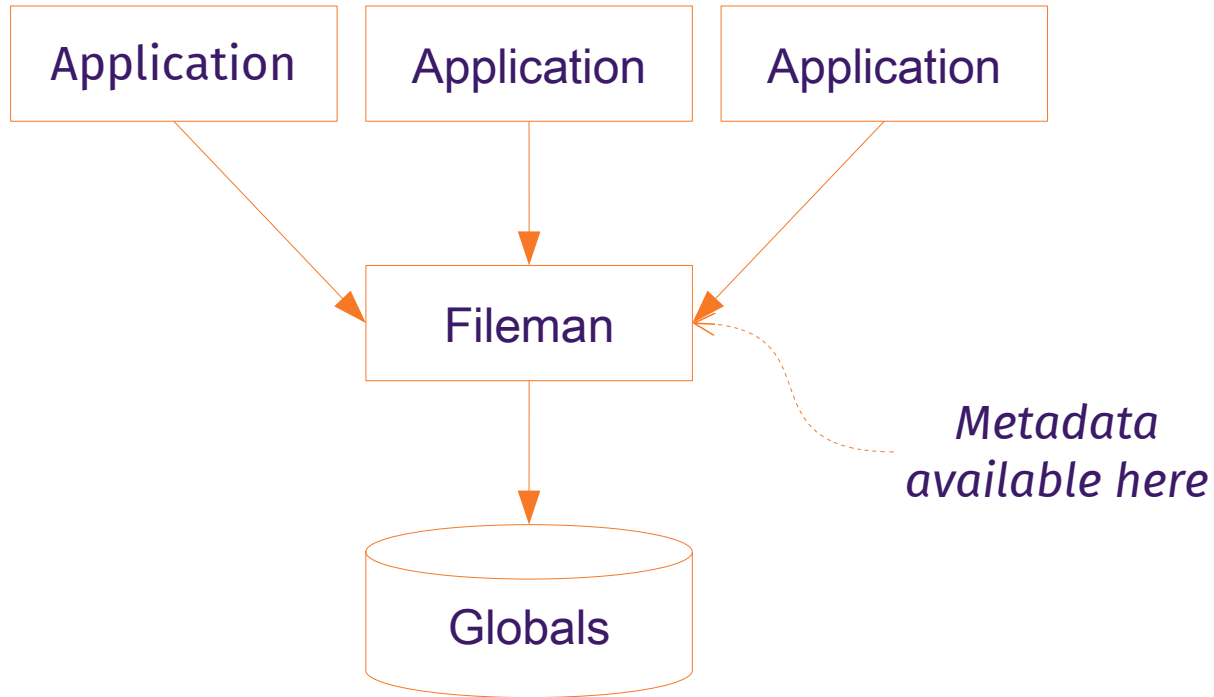 Application
Application
Application
Fileman
Metadata
available here
Globals